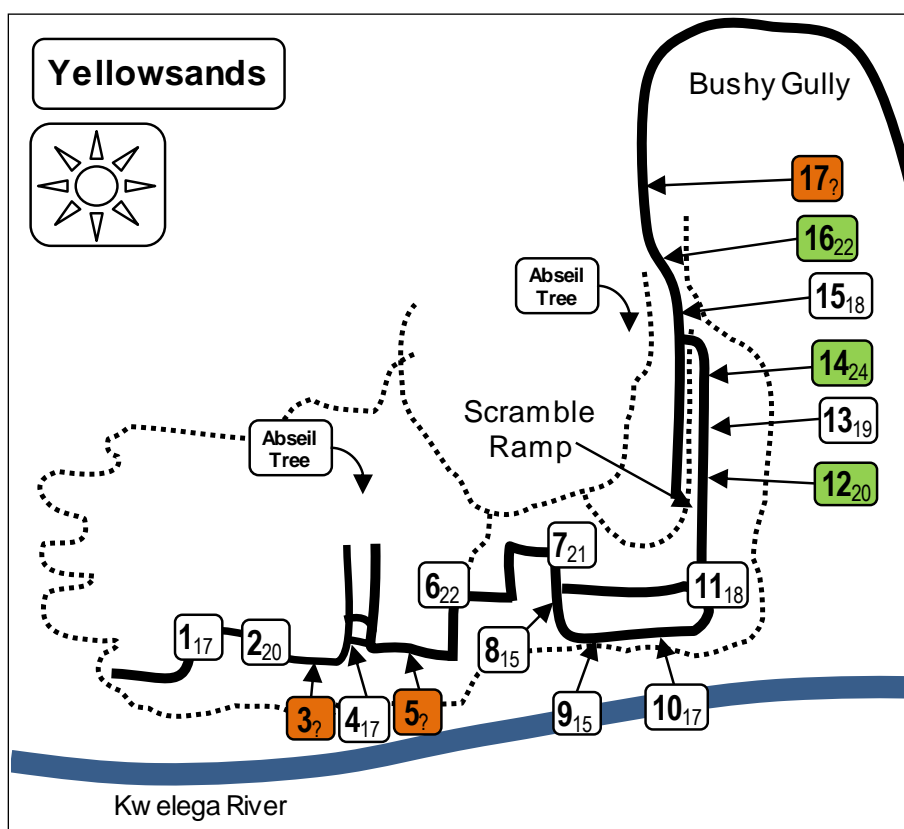 Yellowsands
Bushy Gully
17?
1622
Abseil
Tree
1518
1424
Scramble
Ramp
1319
Abseil
Tree
1220
721
622
1118
117
220
815
3?
417
5?
915
1017
Kw elega River